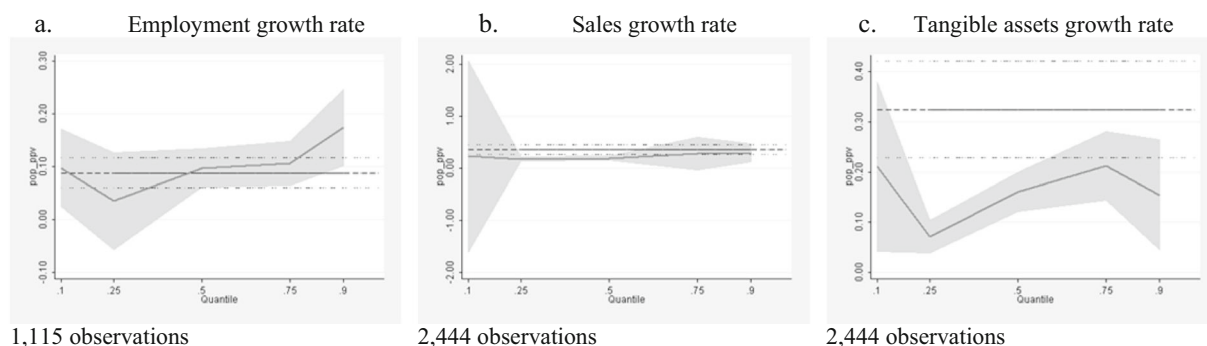 a. Employment growth rate
b. Sales growth rate
c. Tangible assets growth rate
0.30
0.20
0.10
0.00
-0.10
pop_ppv
.1 .25 .5 .75 .9
Quantile
2.00
1.00
0.00
-1.00
-2.00
pop_ppv
.1 .25 .5 .75 .9
Quantile
0.40
0.30
0.20
0.10
0.00
pop_ppv
.1 .25 .5 .75 .9
Quantile
1,115 observations
2,444 observations
2,444 observations